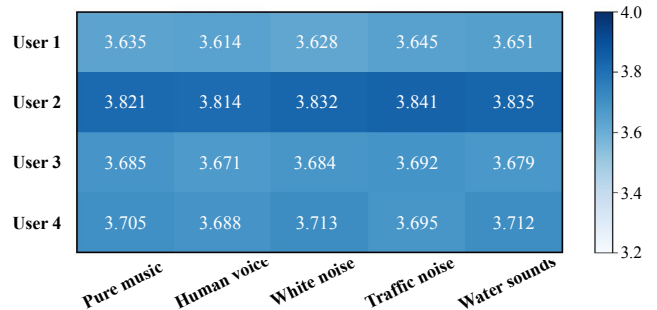 User 1 3.635 3.614 3.628 3.645 3.651
User 2 3.821 3.814 3.832 3.841 3.835
User 3 3.685 3.671 3.684 3.692 3.679
User 4 3.705 3.688 3.713 3.695 3.712
Pure music Human voice White noise Traffic noise Water sounds
4.0
3.8
3.6
3.4
3.2